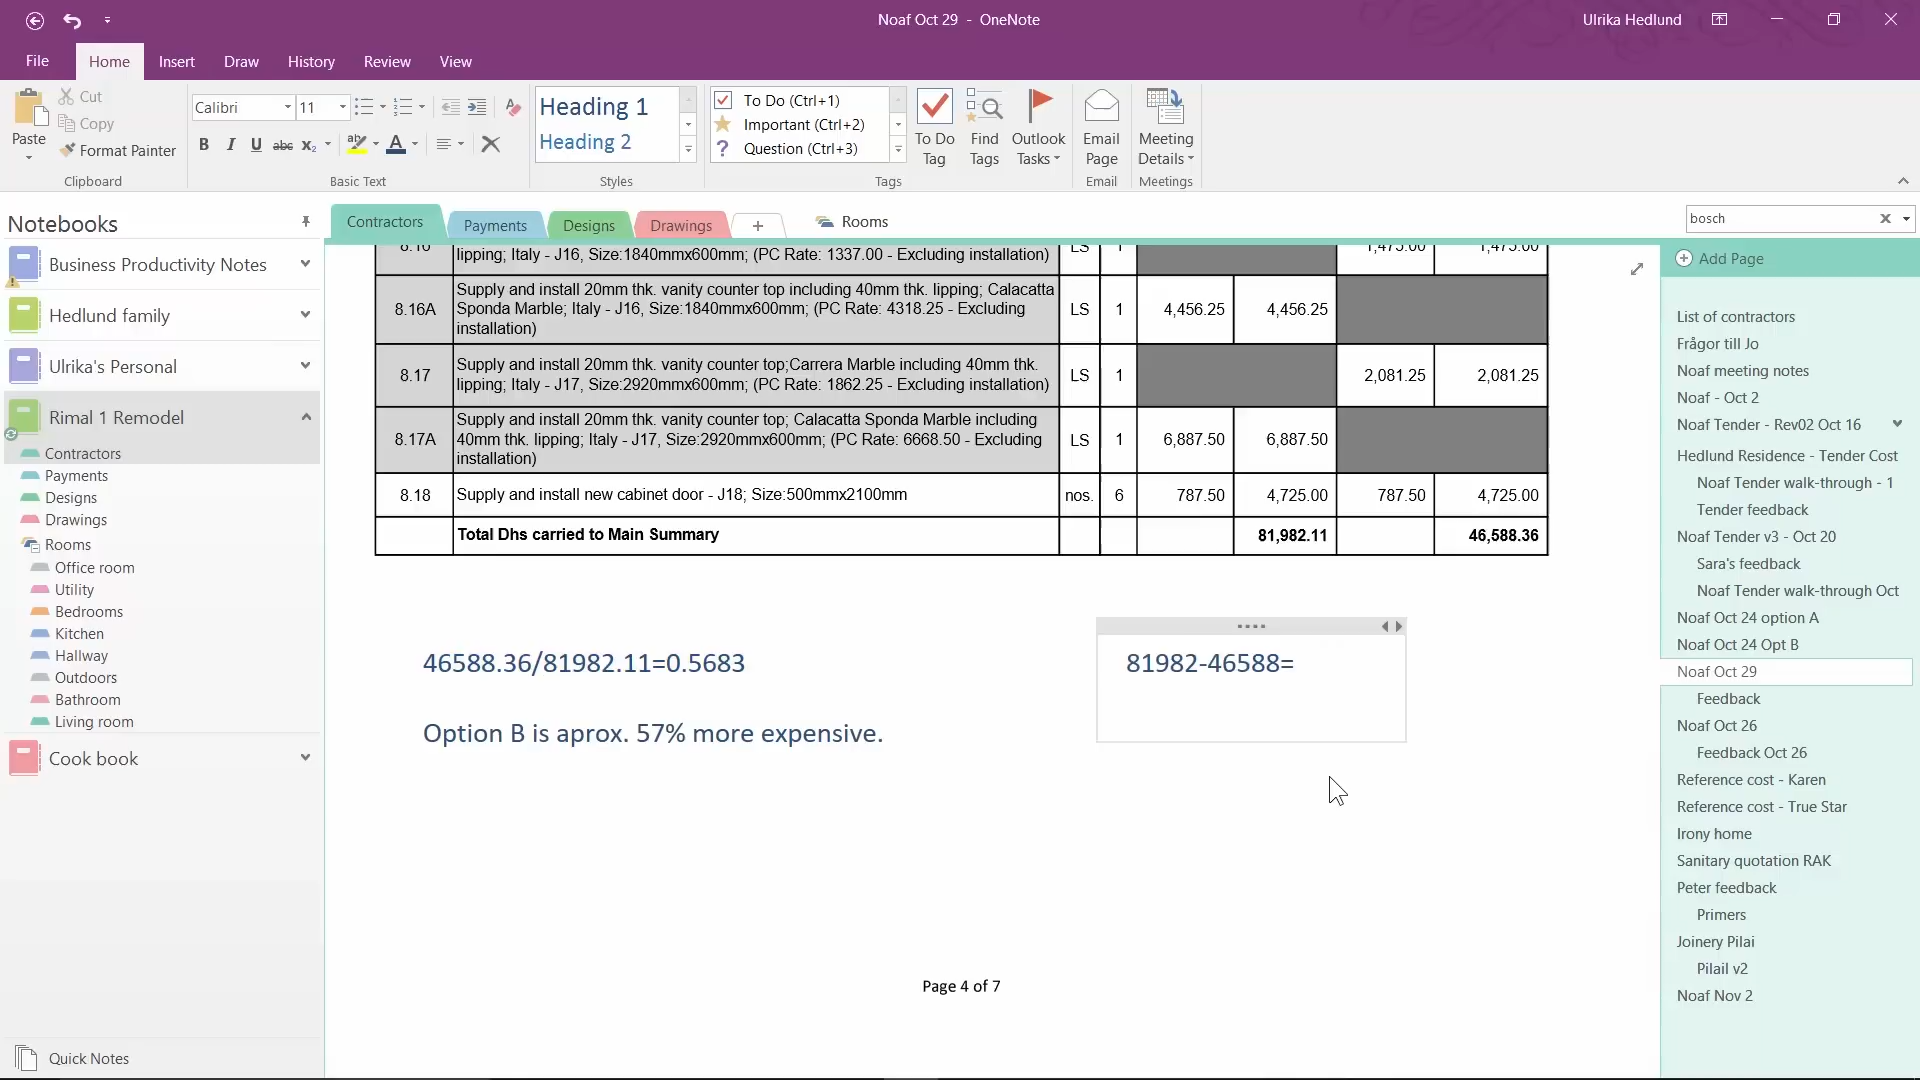 Noaf Oct 29 - OneNote
Ulrika Hedlund
File
Home
Insert
Draw
History
Review
View
Paste
Cut
Copy
Format Painter
Clipboard
Calibri
11
B I U abc X₂
A
Basic Text
Heading 1
Heading 2
Styles
To Do (Ctrl+1)
Important (Ctrl+2)
? Question (Ctrl+3)
To Do
Tag
Find
Tags
Outlook
Tasks
Tags
Email
Page
Email
Meeting
Details
Meetings
Notebooks
Business Productivity Notes
Hedlund family
Ulrika's Personal
Rimal 1 Remodel
Contractors
Payments
Designs
Drawings
Rooms
Office room
Utility
Bedrooms
Kitchen
Hallway
Outdoors
Bathroom
Living room
Cook book
Quick Notes
Contractors
Payments
Designs
Drawings
+
Rooms
bosch
8.16 lipping; Italy - J16, Size:1840mmx600mm; (PC Rate: 1337.00 - Excluding installation) LS 1 1,475.00 1,475.00
Supply and install 20mm thk. vanity counter top including 40mm thk. lipping; Calacatta
8.16A Sponda Marble; Italy - J16, Size:1840mmx600mm; (PC Rate: 4318.25 - Excluding LS 1 4,456.25 4,456.25
installation)
Supply and install 20mm thk. vanity counter top;Carrera Marble including 40mm thk.
8.17 lipping; Italy - J17, Size:2920mmx600mm; (PC Rate: 1862.25 - Excluding installation) LS 1 2,081.25 2,081.25
Supply and install 20mm thk. vanity counter top; Calacatta Sponda Marble including
8.17A 40mm thk. lipping; Italy - J17, Size:2920mmx600mm; (PC Rate: 6668.50 - Excluding LS 1 6,887.50 6,887.50
installation)
8.18 Supply and install new cabinet door - J18; Size:500mmx2100mm nos. 6 787.50 4,725.00 787.50 4,725.00
Total Dhs carried to Main Summary 81,982.11 46,588.36
46588.36/81982.11=0.5683
81982-46588=
Option B is aprox. 57% more expensive.
Page 4 of 7
Add Page
List of contractors
Frågor till Jo
Noaf meeting notes
Noaf - Oct 2
Noaf Tender - Rev02 Oct 16
Hedlund Residence - Tender Cost
Noaf Tender walk-through - 1
Tender feedback
Noaf Tender v3 - Oct 20
Sara's feedback
Noaf Tender walk-through Oct
Noaf Oct 24 option A
Noaf Oct 24 Opt B
Noaf Oct 29
Feedback
Noaf Oct 26
Feedback Oct 26
Reference cost - Karen
Reference cost - True Star
Irony home
Sanitary quotation RAK
Peter feedback
Primers
Joinery Pilai
Pilail v2
Noaf Nov 2